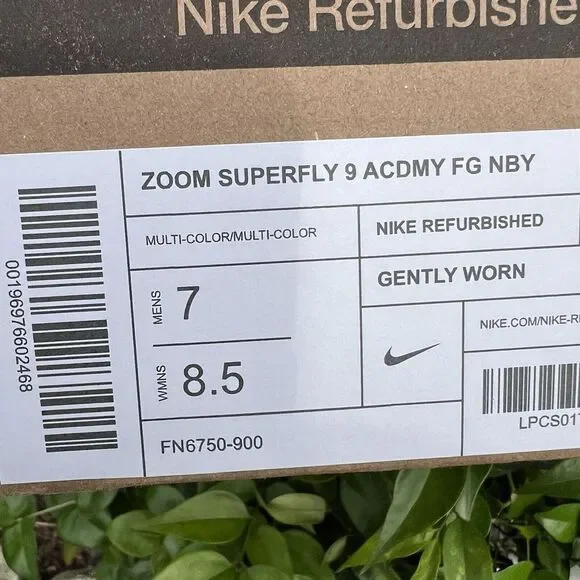 Nike Refurbishe
ZOOM SUPERFLY 9 ACDMY FG NBY
MULTI-COLOR/MULTI-COLOR
NIKE REFURBISHED
GENTLY WORN
MENS 7
WMNS 8.5
NIKE.COM/NIKE-R
LPCS01
FN6750-900
00196976602468